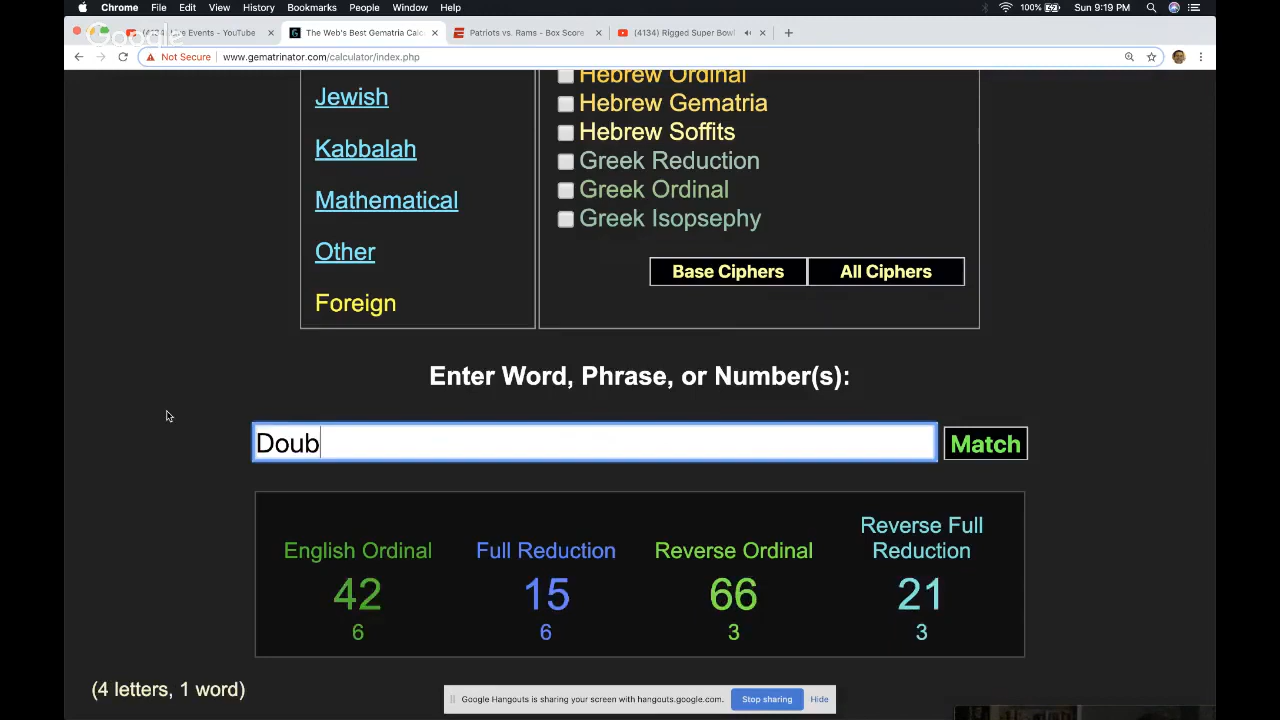 Chrome File Edit View History Bookmarks People Window Help 100% Sun 9:19 PM
Google
(4134) Live Events - YouTube The Web's Best Gematria Calc Patriots vs. Rams - Box Score (4134) Rigged Super Bowl
Not Secure www.gematrinator.com/calculator/index.php
Hebrew Ordinal
Jewish
Hebrew Gematria
Hebrew Soffits
Kabbalah
Greek Reduction
Greek Ordinal
Mathematical
Greek Isopsephy
Other
Base Ciphers All Ciphers
Foreign
Enter Word, Phrase, or Number(s):
Doub
Match
English Ordinal Full Reduction Reverse Ordinal Reverse Full Reduction
42 15 66 21
6 6 3 3
(4 letters, 1 word)
Google Hangouts is sharing your screen with hangouts.google.com. Stop sharing Hide